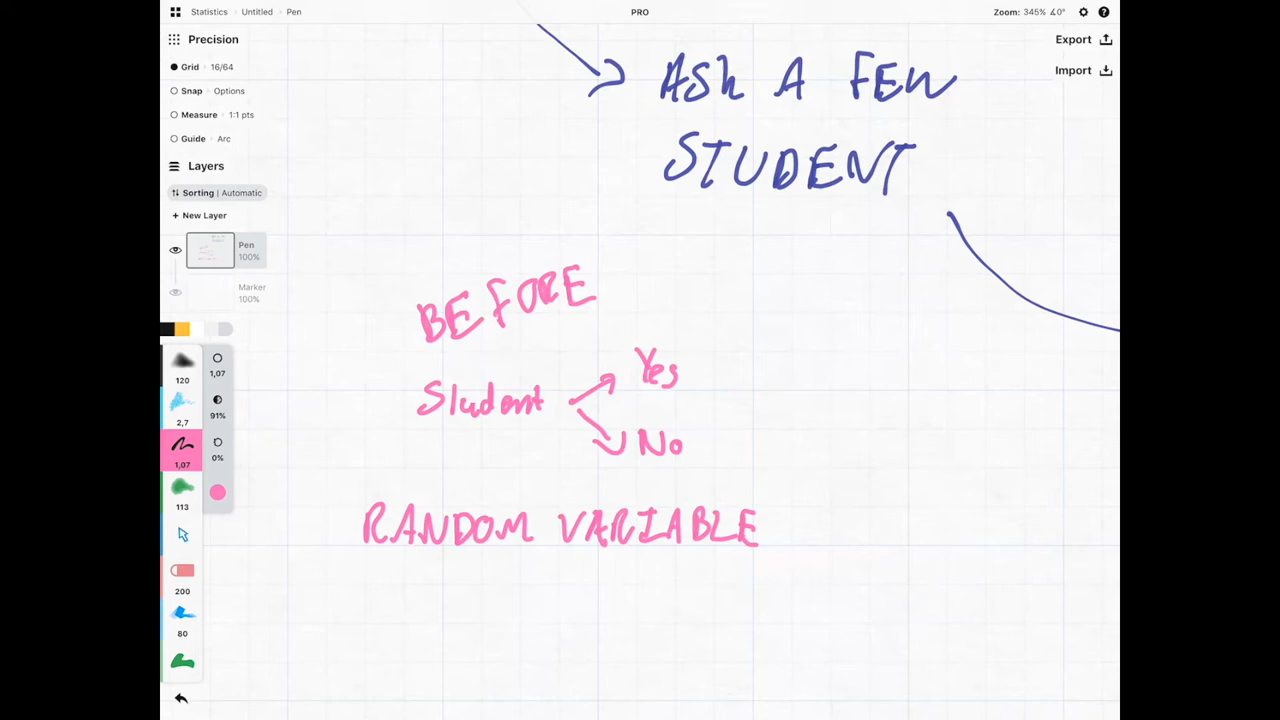 Statistics Untitled Pen
PRO
Zoom: 345% ∡0°
Precision
Grid 16/64
Snap Options
Measure 1:1 pts
Guide Arc
Layers
Sorting | Automatic
+ New Layer
Pen
100%
Marker
100%
120
2,7
1,07
113
200
80
1,07
91%
0%
Export
Import
ASk A FEW
STUDENT
BEFORE
Student
Yes
No
RANDOM VARIABLE